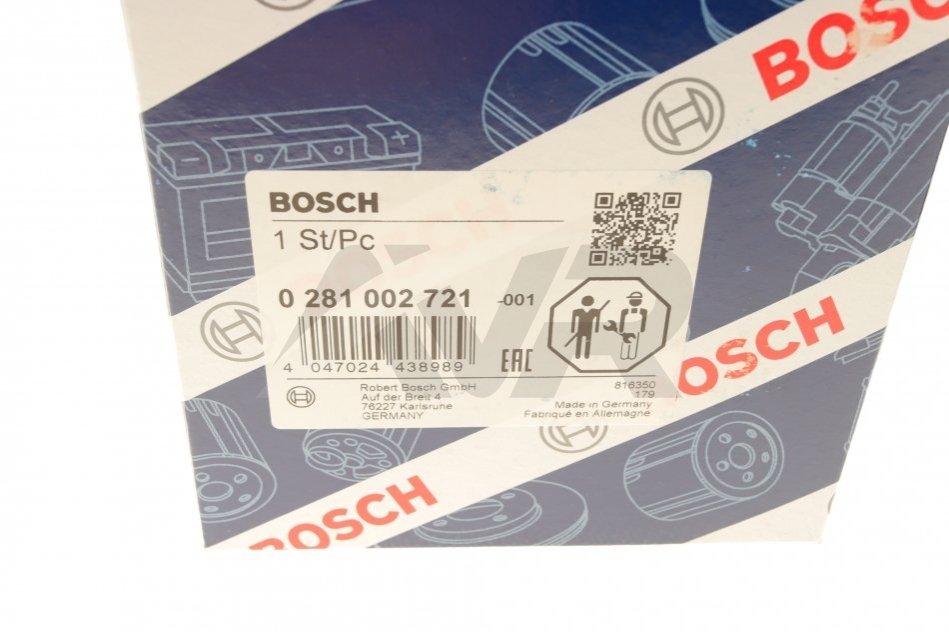 BOSCH
BOSCH
1 St/Pc
0 281 002 721 -001
4 047024 438989
EAC
Robert Bosch GmbH
Auf der Breit 4
76227 Karlsruhe
GERMANY
816350
179
Made in Germany
Fabriqué en Allemagne
BOSCH
BOSCH
AVR